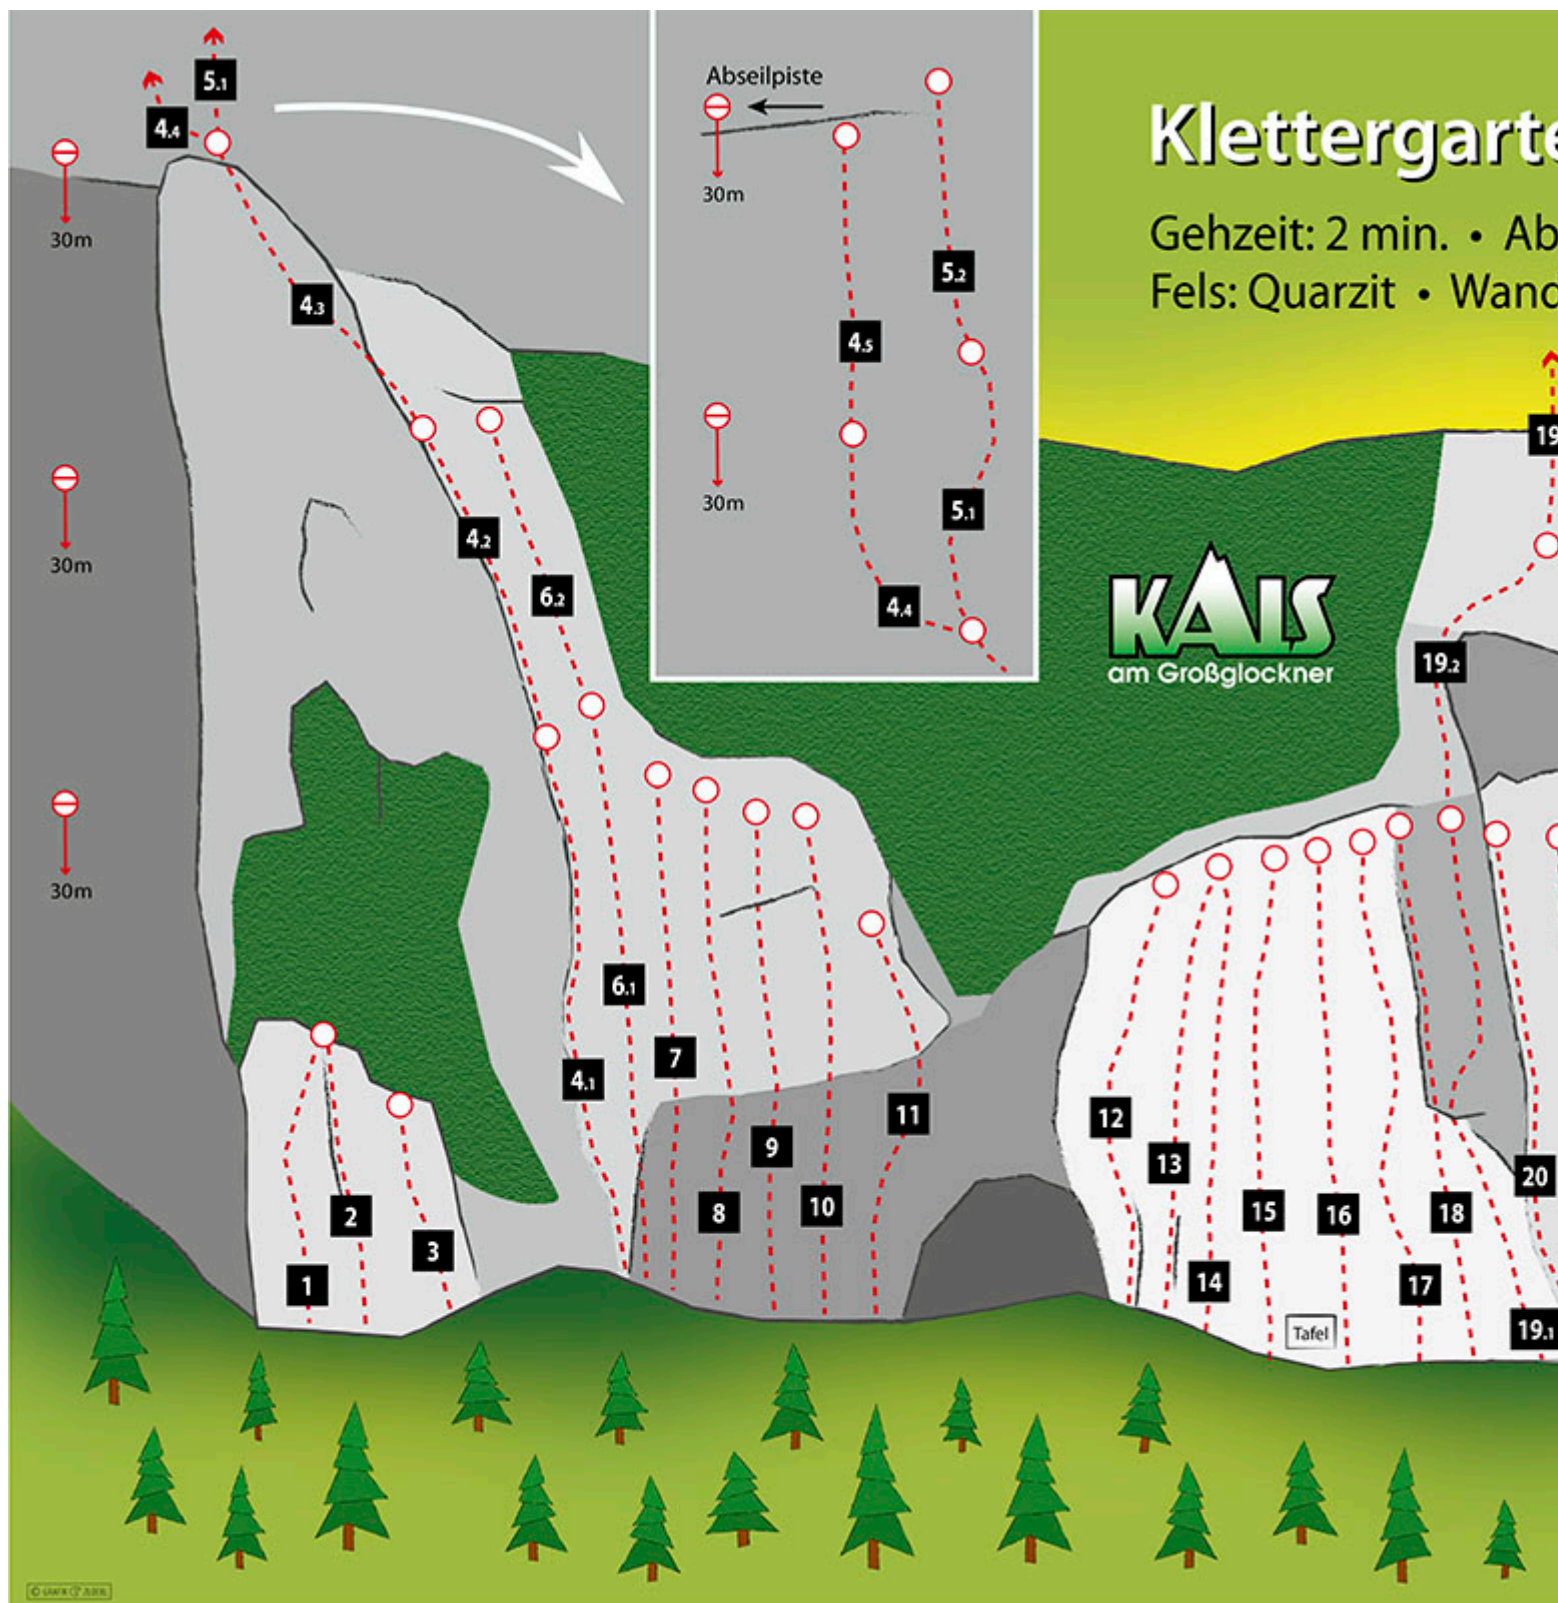 5.1
4.4
30m
4.3
30m
4.2
6.2
30m
6.1
7
4.1
1
2
3
8
9
10
11
Abseilpiste
30m
5.2
4.5
30m
5.1
4.4
Klettergarte
Gehzeit: 2 min. • Ab
Fels: Quarzit • Wand
KALS
am Großglockner
19
19.2
12
13
14
15
16
17
18
20
19.1
Tafel